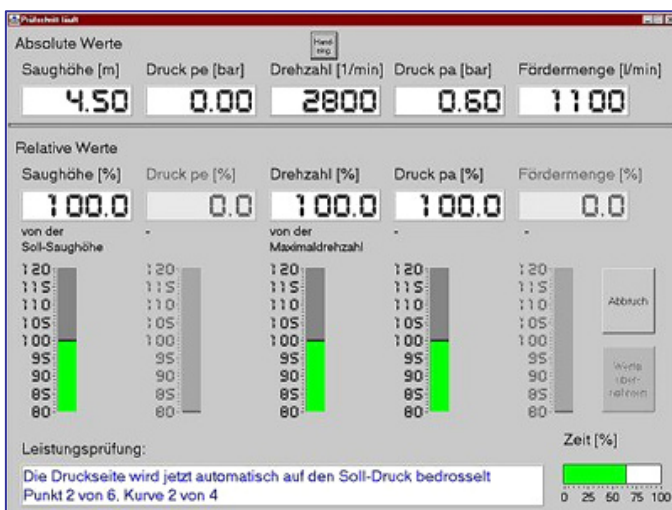 Prüfschritt läuft
Absolute Werte
Hand-
ring
Saughöhe [m] Druck pe [bar] Drehzahl [1/min] Druck pa [bar] Fördermenge [l/min]
4.50 0.00 2800 0.60 1100
Relative Werte
Saughöhe [%] Druck pe [%] Drehzahl [%] Druck pa [%] Fördermenge [%]
100.0 0.0 100.0 100.0 0.0
von der - von der - -
Soll-Saughöhe Maximaldrehzahl
120 120 120 120 120
115 115 115 115 115
110 110 110 110 110
105 105 105 105 105
100 100 100 100 100
95 95 95 95 95
90 90 90 90 90
85 85 85 85 85
80 80 80 80 80
Abbruch
Werte
über-
nehmen
Leistungsprüfung:
Die Druckseite wird jetzt automatisch auf den Soll-Druck bedrosselt
Punkt 2 von 6, Kurve 2 von 4
Zeit [%]
0 25 50 75 100